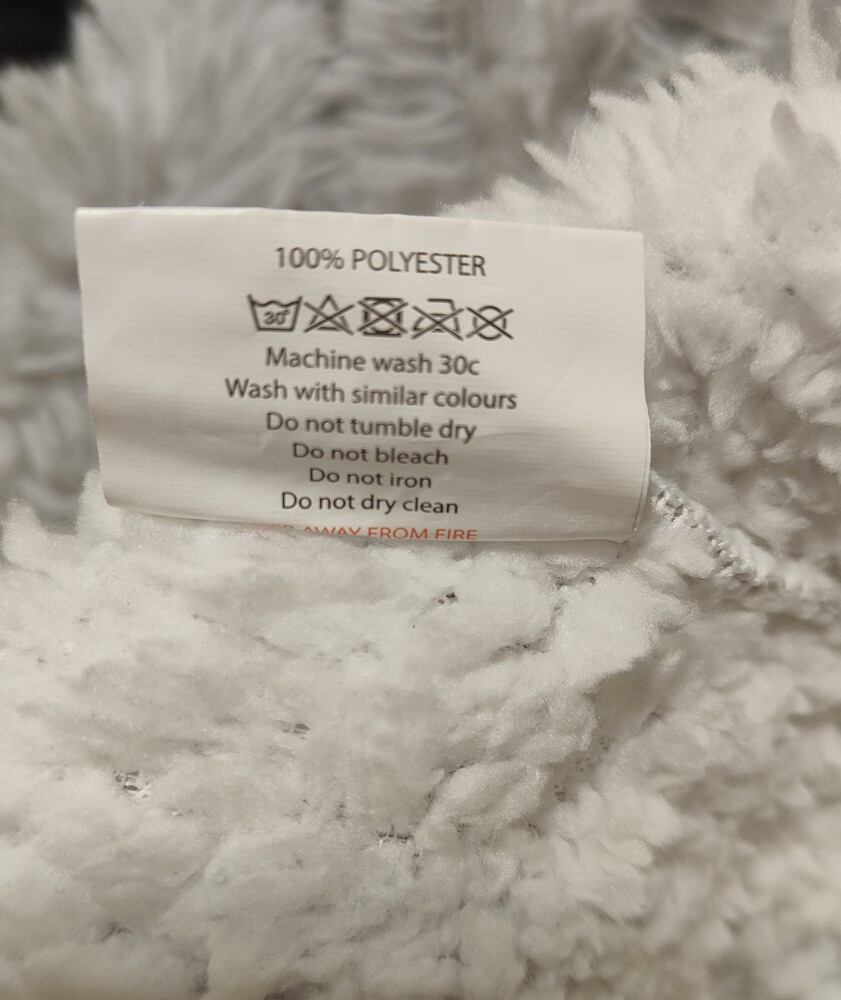 100% POLYESTER
30°
Machine wash 30c
Wash with similar colours
Do not tumble dry
Do not bleach
Do not iron
Do not dry clean
AWAY FROM FIRE